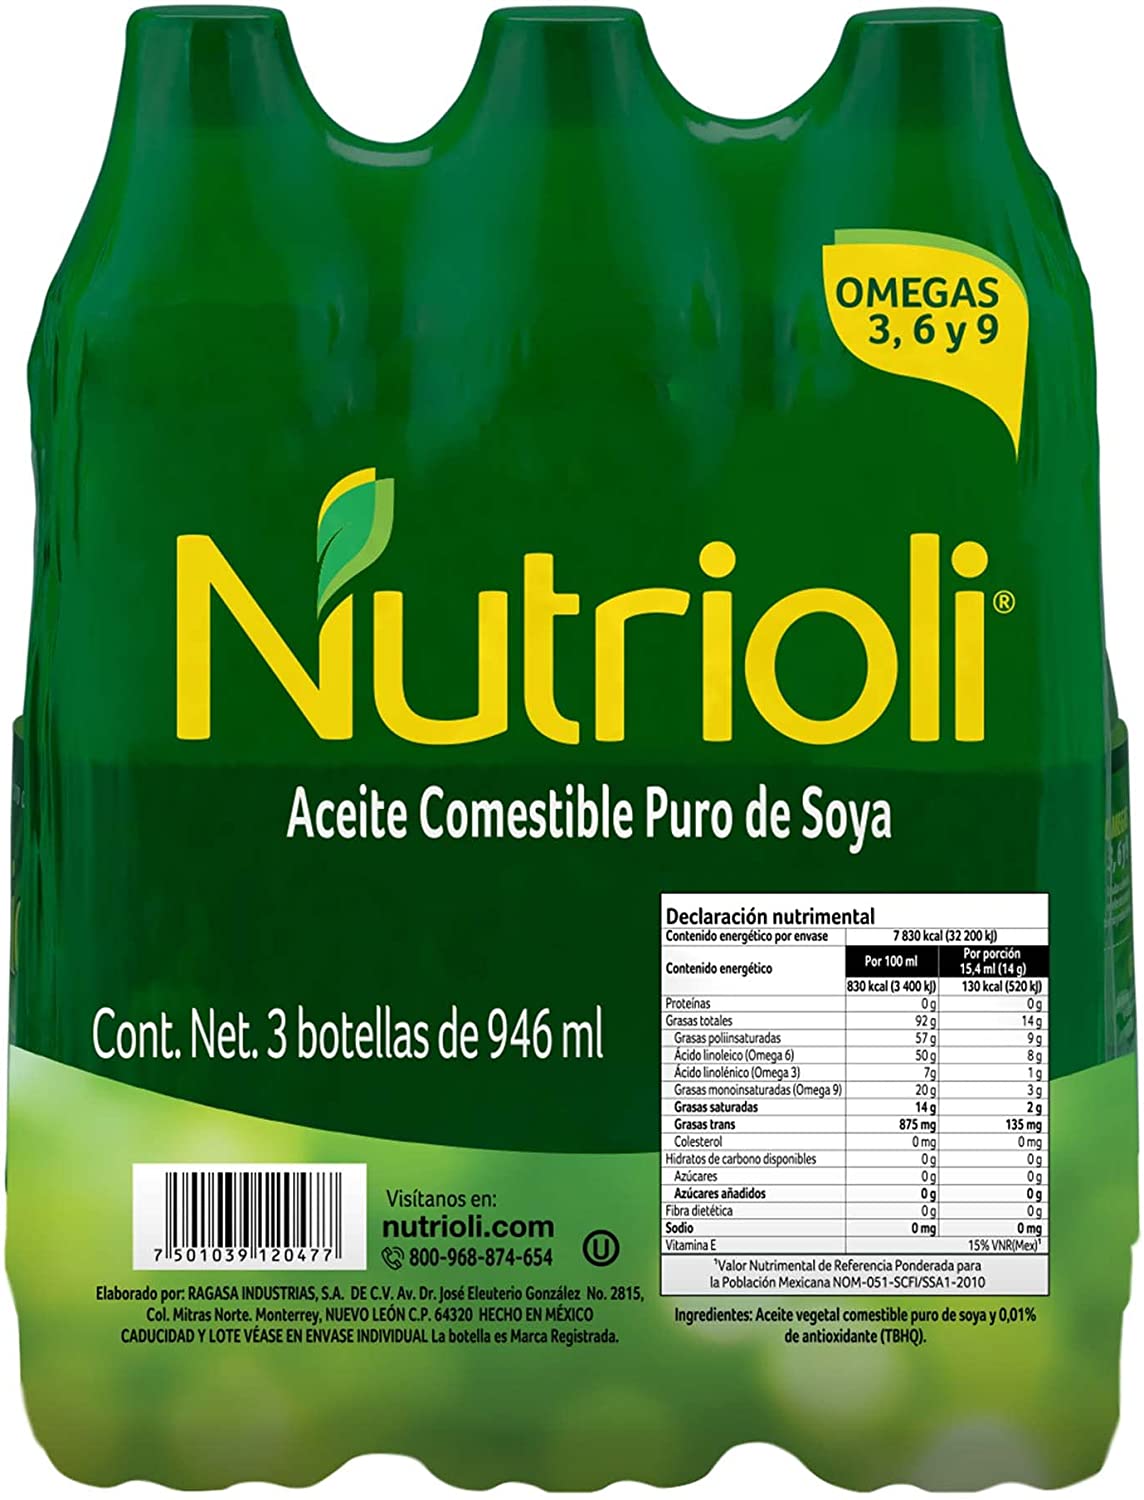 OMEGAS
3, 6 y 9
Nutrioli®
Aceite Comestible Puro de Soya
Cont. Net. 3 botellas de 946 ml
Declaración nutrimental
Contenido energético por envase 7 830 kcal (32 200 kJ)
Contenido energético Por 100 ml Por porción
15,4 ml (14 g)
830 kcal (3 400 kJ) 130 kcal (520 kJ)
Proteínas 0 g 0 g
Grasas totales 92 g 14 g
Grasas poliinsaturadas 57 g 9 g
Ácido linoleico (Omega 6) 50 g 8 g
Ácido linolénico (Omega 3) 7g 1 g
Grasas monoinsaturadas (Omega 9) 20 g 3 g
Grasas saturadas 14 g 2 g
Grasas trans 875 mg 135 mg
Colesterol 0 mg 0 mg
Hidratos de carbono disponibles 0 g 0 g
Azúcares 0 g 0 g
Azúcares añadidos 0 g 0 g
Fibra dietética 0 g 0 g
Sodio 0 mg 0 mg
Vitamina E 15% VNR(Mex)¹
¹Valor Nutrimental de Referencia Ponderada para
la Población Mexicana NOM-051-SCFI/SSA1-2010
Ingredientes: Aceite vegetal comestible puro de soya y 0,01%
de antioxidante (TBHQ).
7 501039 120477
Visítanos en:
nutrioli.com
800-968-874-654
U
Elaborado por: RAGASA INDUSTRIAS, S.A. DE C.V. Av. Dr. José Eleuterio González No. 2815,
Col. Mitras Norte. Monterrey, NUEVO LEÓN C.P. 64320 HECHO EN MÉXICO
CADUCIDAD Y LOTE VÉASE EN ENVASE INDIVIDUAL La botella es Marca Registrada.
3, 6 y 9